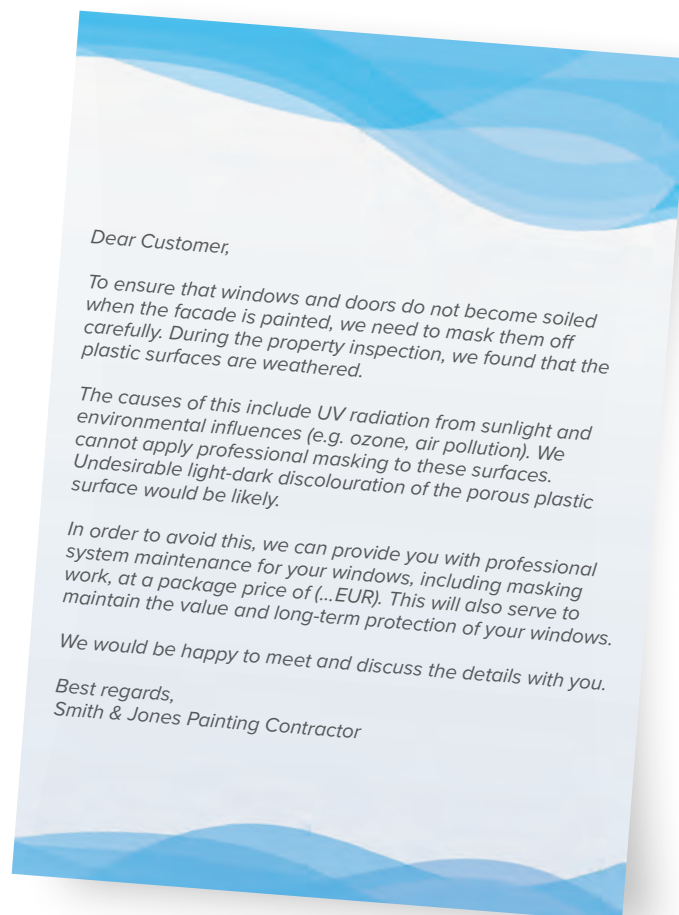 Dear Customer,
To ensure that windows and doors do not become soiled
when the facade is painted, we need to mask them off
carefully. During the property inspection, we found that the
plastic surfaces are weathered.
The causes of this include UV radiation from sunlight and
environmental influences (e.g. ozone, air pollution). We
cannot apply professional masking to these surfaces.
Undesirable light-dark discolouration of the porous plastic
surface would be likely.
In order to avoid this, we can provide you with professional
system maintenance for your windows, including masking
work, at a package price of (...EUR). This will also serve to
maintain the value and long-term protection of your windows.
We would be happy to meet and discuss the details with you.
Best regards,
Smith & Jones Painting Contractor